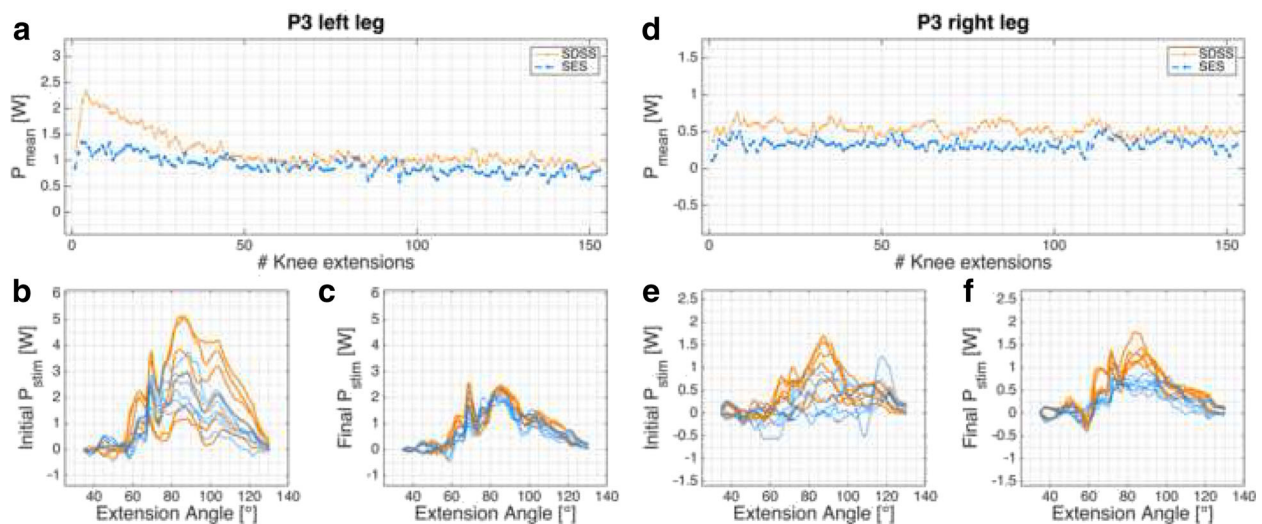 a
P3 left leg
3
2.5
2
1.5
1
0.5
0
P_mean [W]
SDSS
SES
0
50
100
150
# Knee extensions
d
P3 right leg
1.5
1
0.5
0
-0.5
P_mean [W]
SDSS
SES
0
50
100
150
# Knee extensions
b
6
5
4
3
2
1
0
-1
Initial P_stim [W]
40 60 80 100 120 140
Extension Angle [°]
c
6
5
4
3
2
1
0
-1
Final P_stim [W]
40 60 80 100 120 140
Extension Angle [°]
e
2.5
2
1.5
1
0.5
0
-0.5
-1
-1.5
Initial P_stim [W]
40 60 80 100 120 140
Extension Angle [°]
f
2.5
2
1.5
1
0.5
0
-0.5
-1
-1.5
Final P_stim [W]
40 60 80 100 120 140
Extension Angle [°]